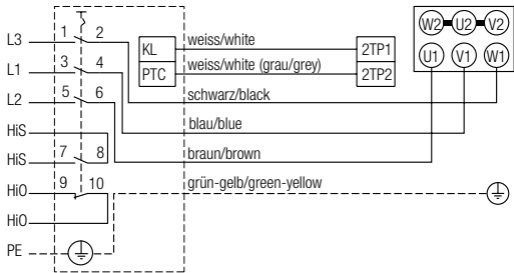 W2 U2 V2
L3 1 2 KL weiss/white 2TP1 U1 V1 W1
L1 3 4 PTC weiss/white (grau/grey) 2TP2
L2 5 6 schwarz/black
HiS blau/blue
HiS 7 8 braun/brown
HiO 9 10 grün-gelb/green-yellow
HiO
PE